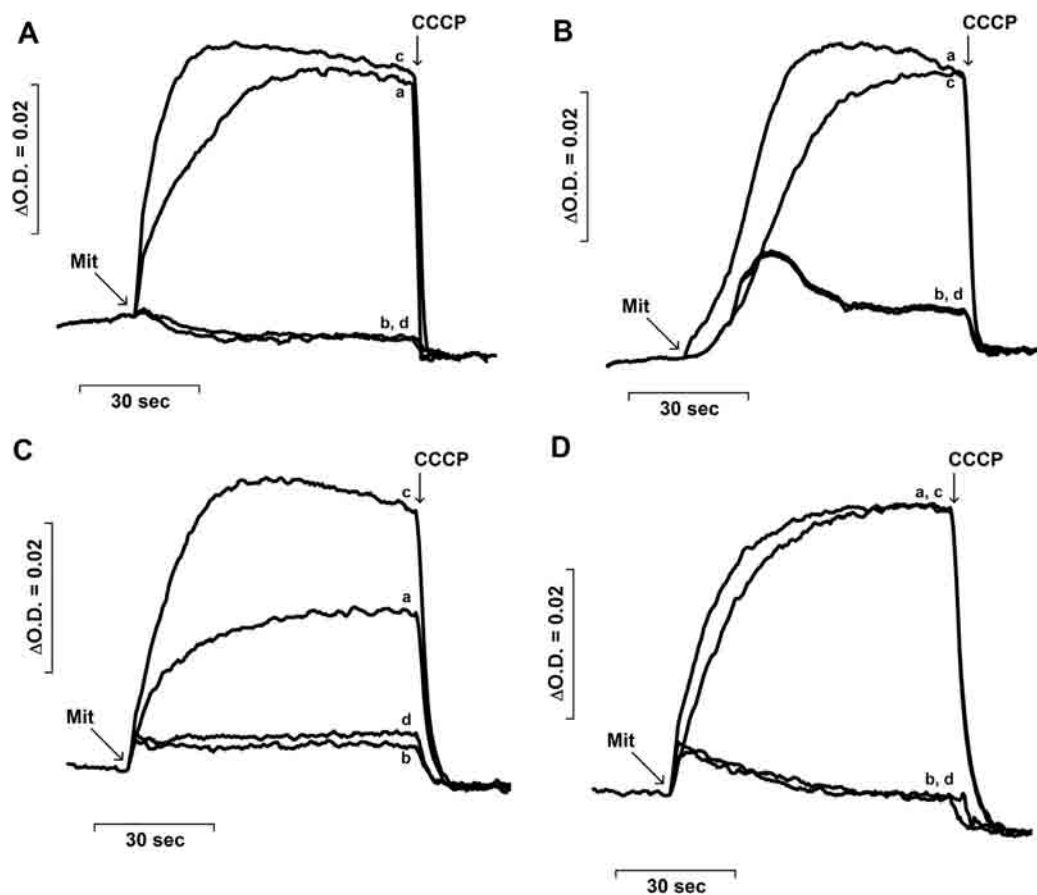 A
CCCP
c
a
ΔO.D. = 0.02
Mit
b, d
30 sec
B
CCCP
a
c
ΔO.D. = 0.02
Mit
b, d
30 sec
C
CCCP
c
ΔO.D. = 0.02
a
Mit
d
b
30 sec
D
CCCP
a, c
ΔO.D. = 0.02
Mit
b, d
30 sec